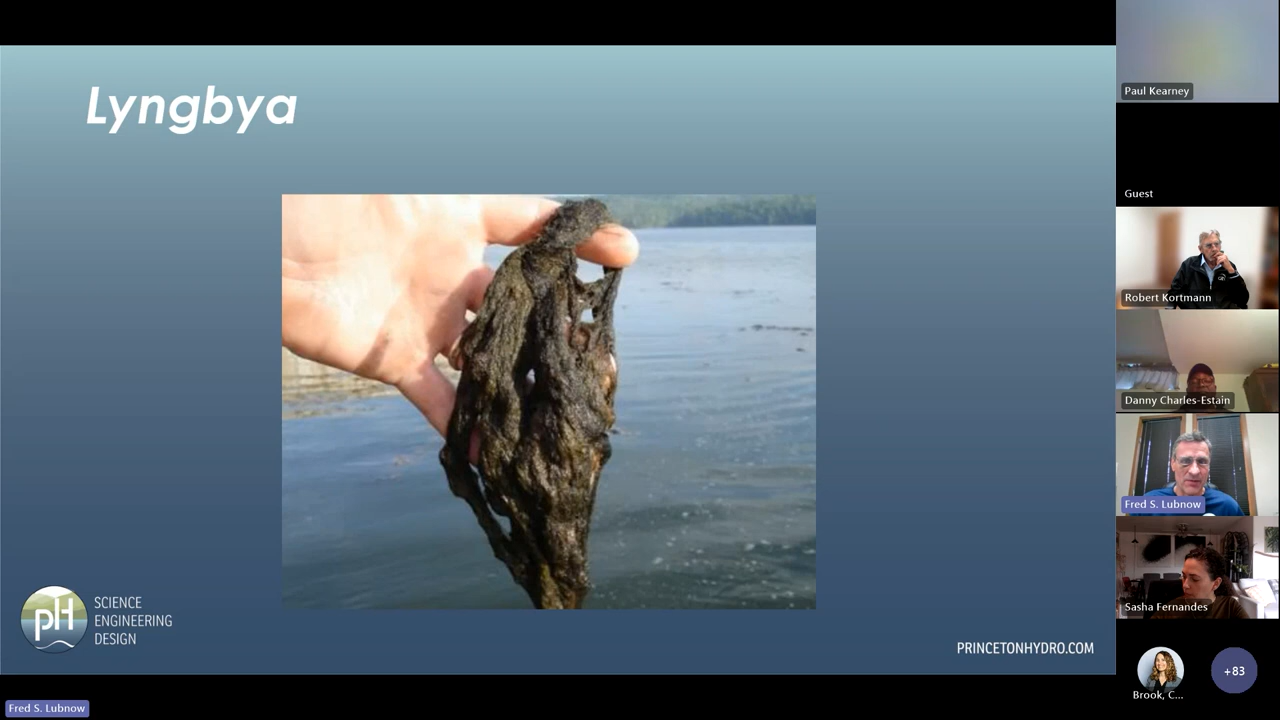 Lyngbya
pH
SCIENCE
ENGINEERING
DESIGN
PRINCETONHYDRO.COM
Paul Kearney
Guest
Robert Kortmann
Danny Charles-Estain
Fred S. Lubnow
Sasha Fernandes
Brook, C...
+83
Fred S. Lubnow